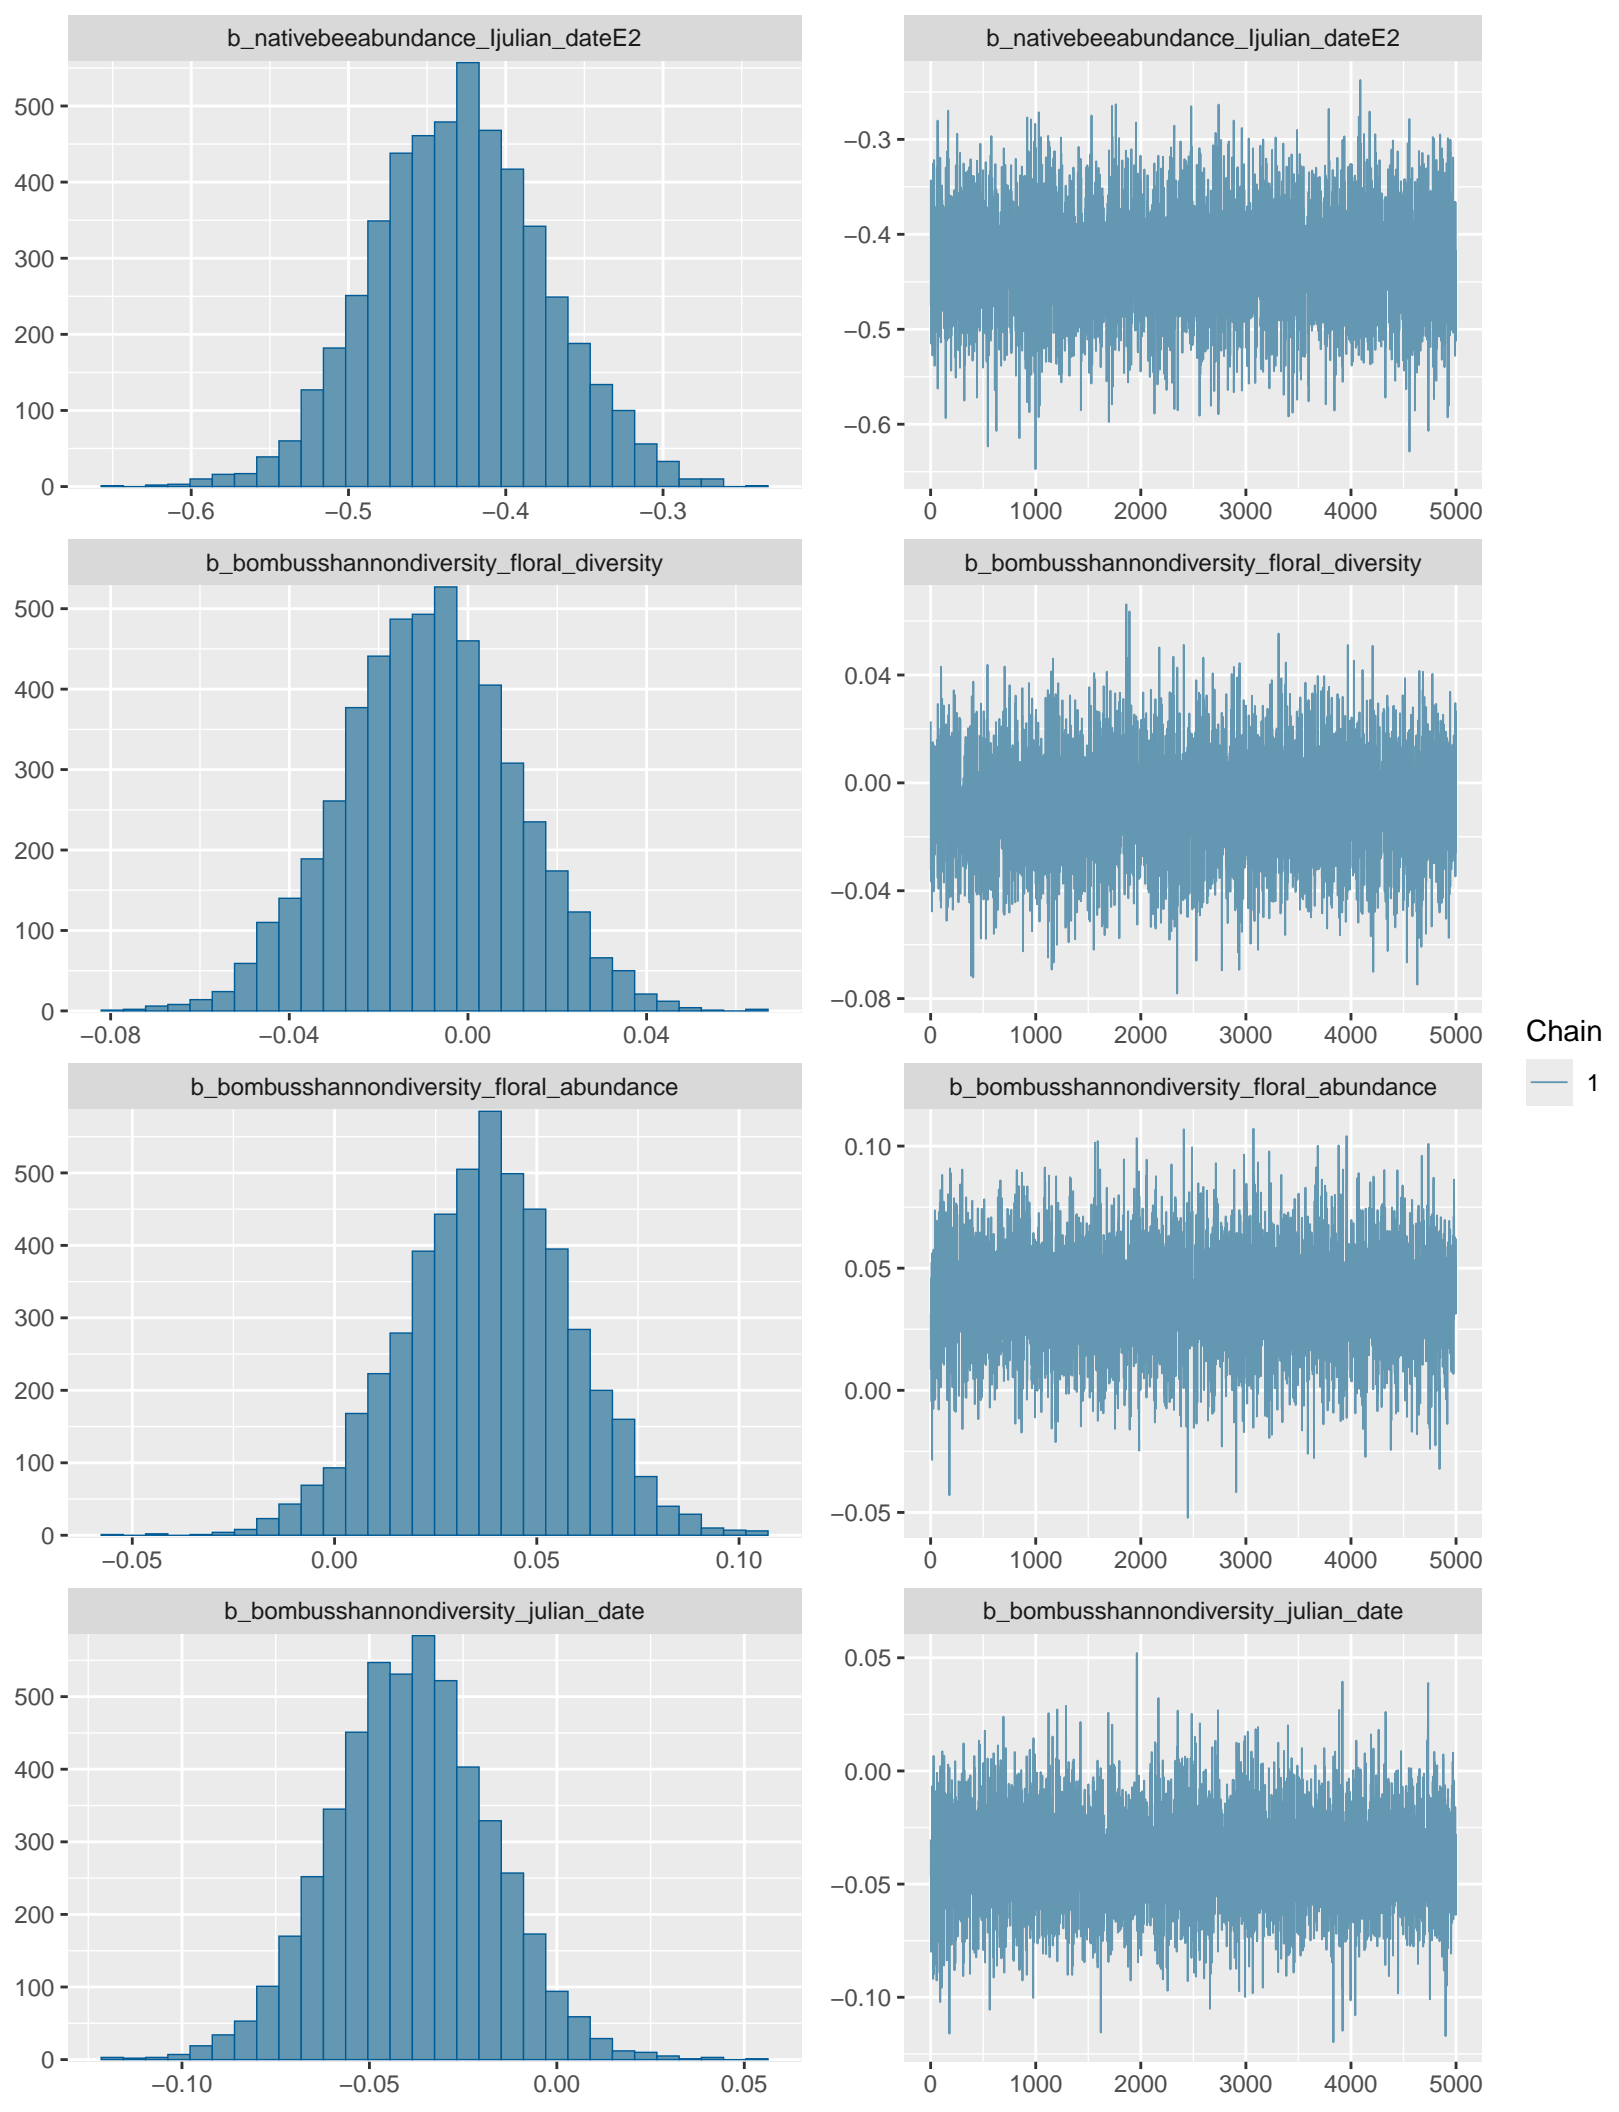 b_nativebeeabundance_Ijulian_dateE2
b_nativebeeabundance_Ijulian_dateE2
500
400
300
200
100
0
−0.6 −0.5 −0.4 −0.3
−0.3
−0.4
−0.5
−0.6
0 1000 2000 3000 4000 5000
b_bombusshannondiversity_floral_diversity
b_bombusshannondiversity_floral_diversity
500
400
300
200
100
0
−0.08 −0.04 0.00 0.04
0.04
0.00
−0.04
−0.08
0 1000 2000 3000 4000 5000
Chain
1
b_bombusshannondiversity_floral_abundance
b_bombusshannondiversity_floral_abundance
500
400
300
200
100
0
−0.05 0.00 0.05 0.10
0.10
0.05
0.00
−0.05
0 1000 2000 3000 4000 5000
b_bombusshannondiversity_julian_date
b_bombusshannondiversity_julian_date
500
400
300
200
100
0
−0.10 −0.05 0.00 0.05
0.05
0.00
−0.05
−0.10
0 1000 2000 3000 4000 5000